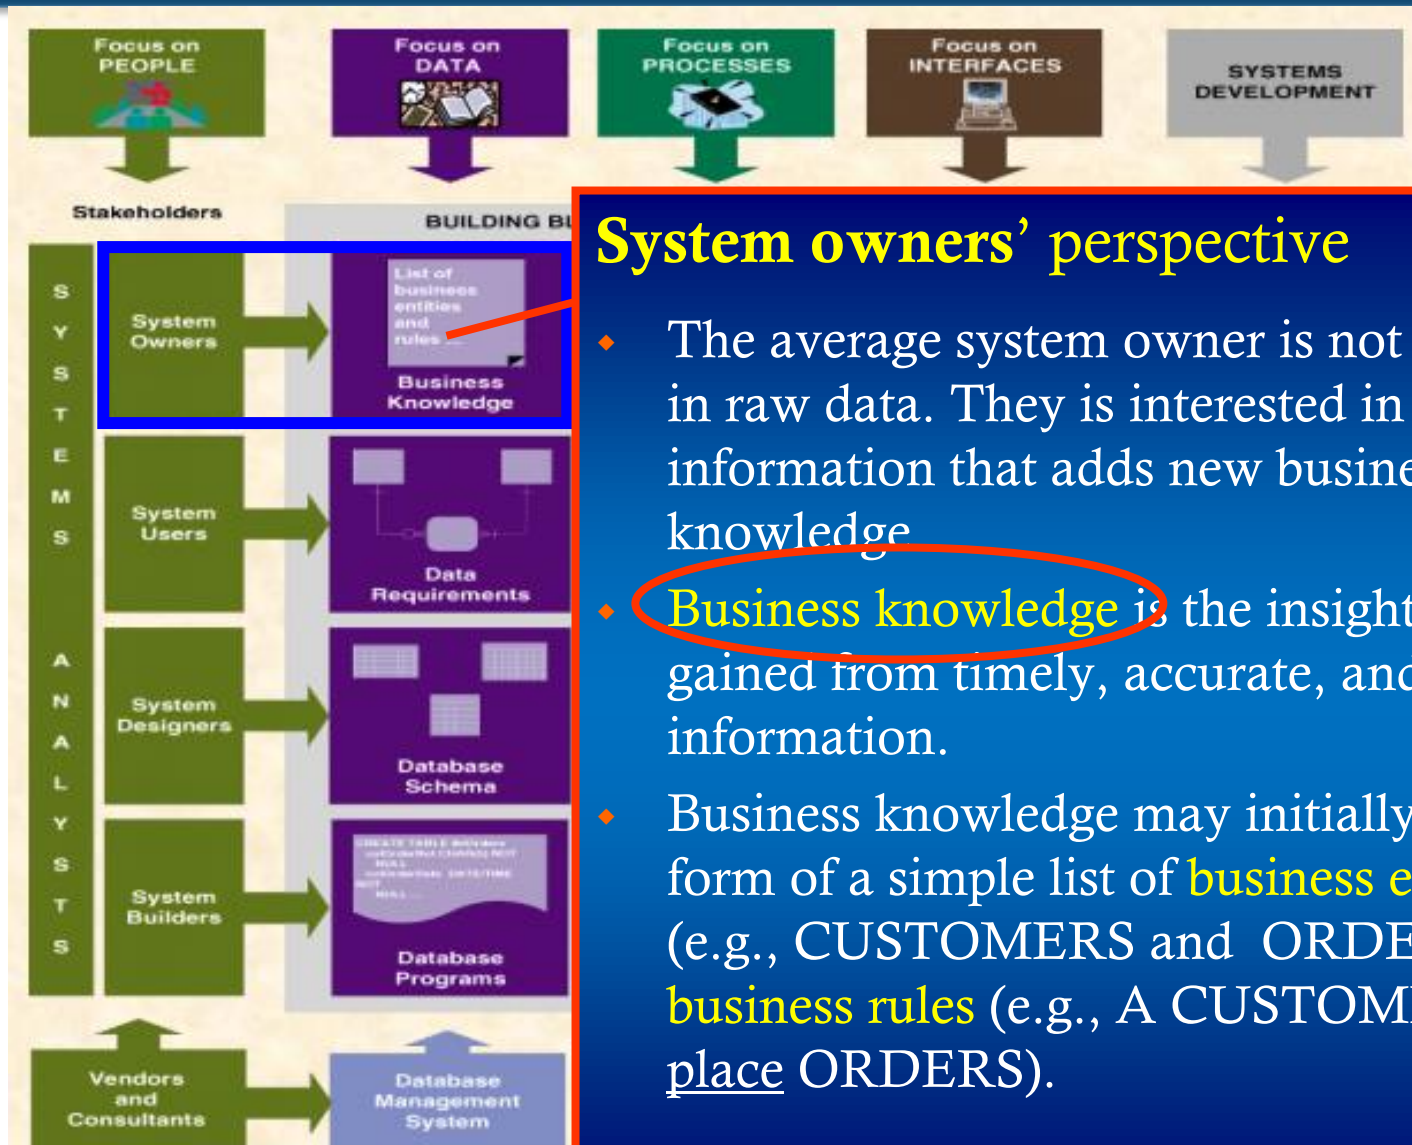 Focus on
PEOPLE
Focus on
DATA
Focus on
PROCESSES
Focus on
INTERFACES
SYSTEMS
DEVELOPMENT
Stakeholders
BUILDING BL
SYSTEMS ANALYSTS
System
Owners
List of
business
entities
and
rules ...
Business
Knowledge
System
Users
Data
Requirements
System
Designers
Database
Schema
System
Builders
NULL
NOT
NULL
Database
Programs
Vendors
and
Consultants
Database
Management
System
System owners' perspective
The average system owner is not
in raw data. They is interested in
information that adds new busine
knowledge
Business knowledge is the insight
gained from timely, accurate, and
information.
Business knowledge may initially
form of a simple list of business e
(e.g., CUSTOMERS and ORDE
business rules (e.g., A CUSTOM
place ORDERS).